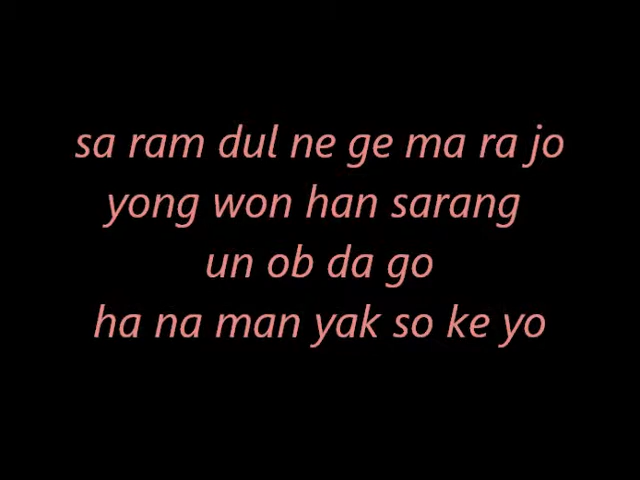 sa ram dul ne ge ma ra jo
yong won han sarang
un ob da go
ha na man yak so ke yo